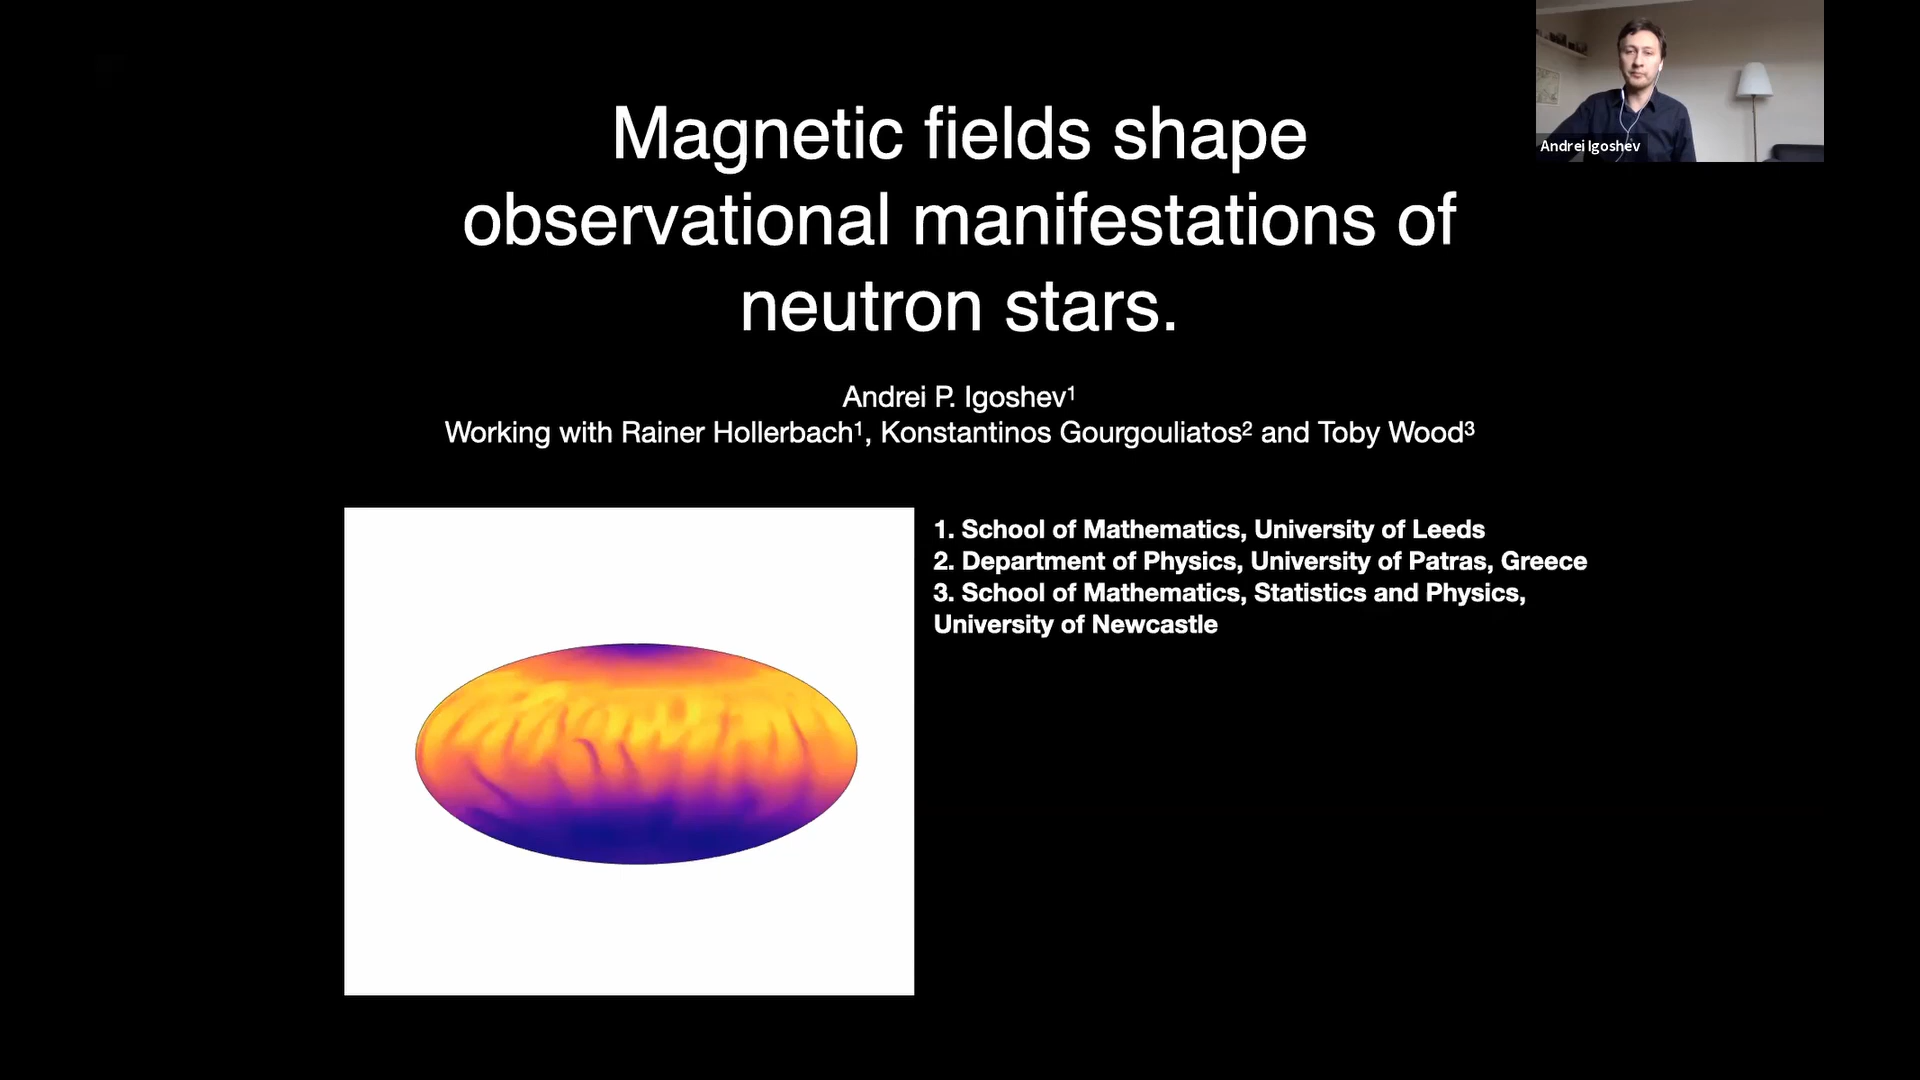 Magnetic fields shape
observational manifestations of
neutron stars.
Andrei P. Igoshev¹
Working with Rainer Hollerbach¹, Konstantinos Gourgouliatos² and Toby Wood³
1. School of Mathematics, University of Leeds
2. Department of Physics, University of Patras, Greece
3. School of Mathematics, Statistics and Physics,
University of Newcastle
Andrei Igoshev